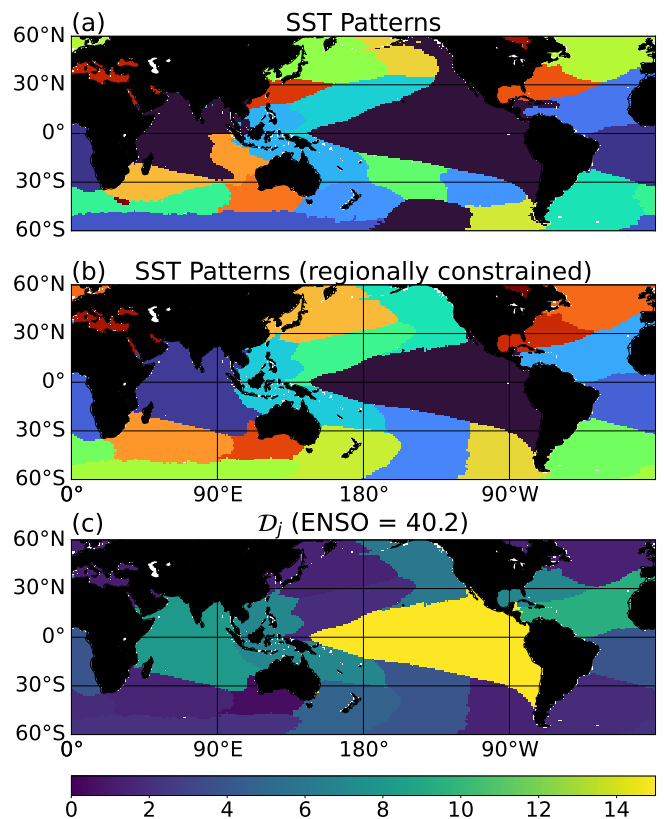 (a) SST Patterns
60°N
30°N
0°
30°S
60°S
(b) SST Patterns (regionally constrained)
60°N
30°N
0°
30°S
60°S
0° 90°E 180° 90°W
(c) 𝒟j (ENSO = 40.2)
60°N
30°N
0°
30°S
60°S
0° 90°E 180° 90°W
0 2 4 6 8 10 12 14